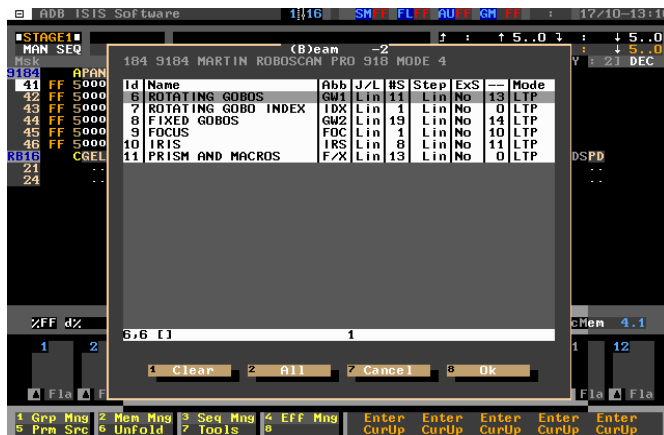 ADB ISIS Software 1 16 SMFF FLFF AUFF GM FF : 17/10-13:1
STAGE1 : ↑ 5..0 ↓ 5..0
MAN SEQ (B)eam -2 : ↓ 5..0
Msk 184 9184 MARTIN ROBOSCAN PRO 918 MODE 4 Y : 2] DEC
9184 APAN
41 FF 5000 Id Name Abb J/L #S Step ExS -- Mode
42 FF 5000 6 ROTATING GOBOS GW1 Lin 11 Lin No 13 LTP
43 FF 5000 7 ROTATING GOBO INDEX IDX Lin 1 Lin No 0 LTP
44 FF 5000 8 FIXED GOBOS GW2 Lin 19 Lin No 14 LTP
45 FF 5000 9 FOCUS FOC Lin 1 Lin No 10 LTP
46 FF 5000 10 IRIS IRS Lin 8 Lin No 11 LTP
RB16 CGEL 11 PRISM AND MACROS F/X Lin 13 Lin No 0 LTP DSPD
21 .. ..
24 .. ..
%FF d% cMem 4.1
6,6 [] 1
1 2 1 12
1 Clear 2 All 7 Cancel 8 Ok
Fla F Fla Fla
1 Grp Mng 2 Mem Mng 3 Seq Mng 4 Eff Mng Enter Enter Enter Enter Enter
5 Prm Src 6 Unfold 7 Tools 8 CurUp CurUp CurUp CurUp CurUp